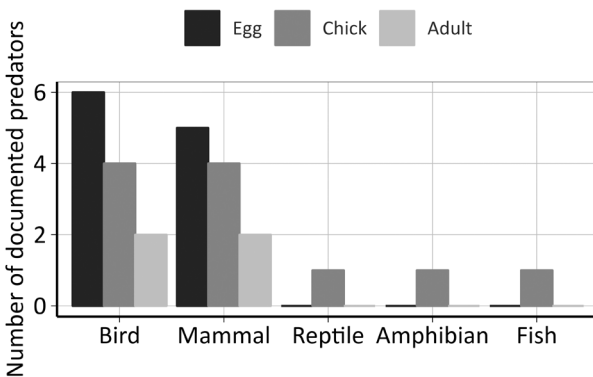 Egg Chick Adult
Number of documented predators
6
4
2
0
Bird Mammal Reptile Amphibian Fish